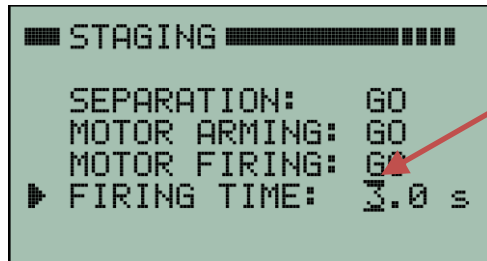 STAGING
SEPARATION: GO
MOTOR ARMING: GO
MOTOR FIRING: GO
FIRING TIME: 3.0 s